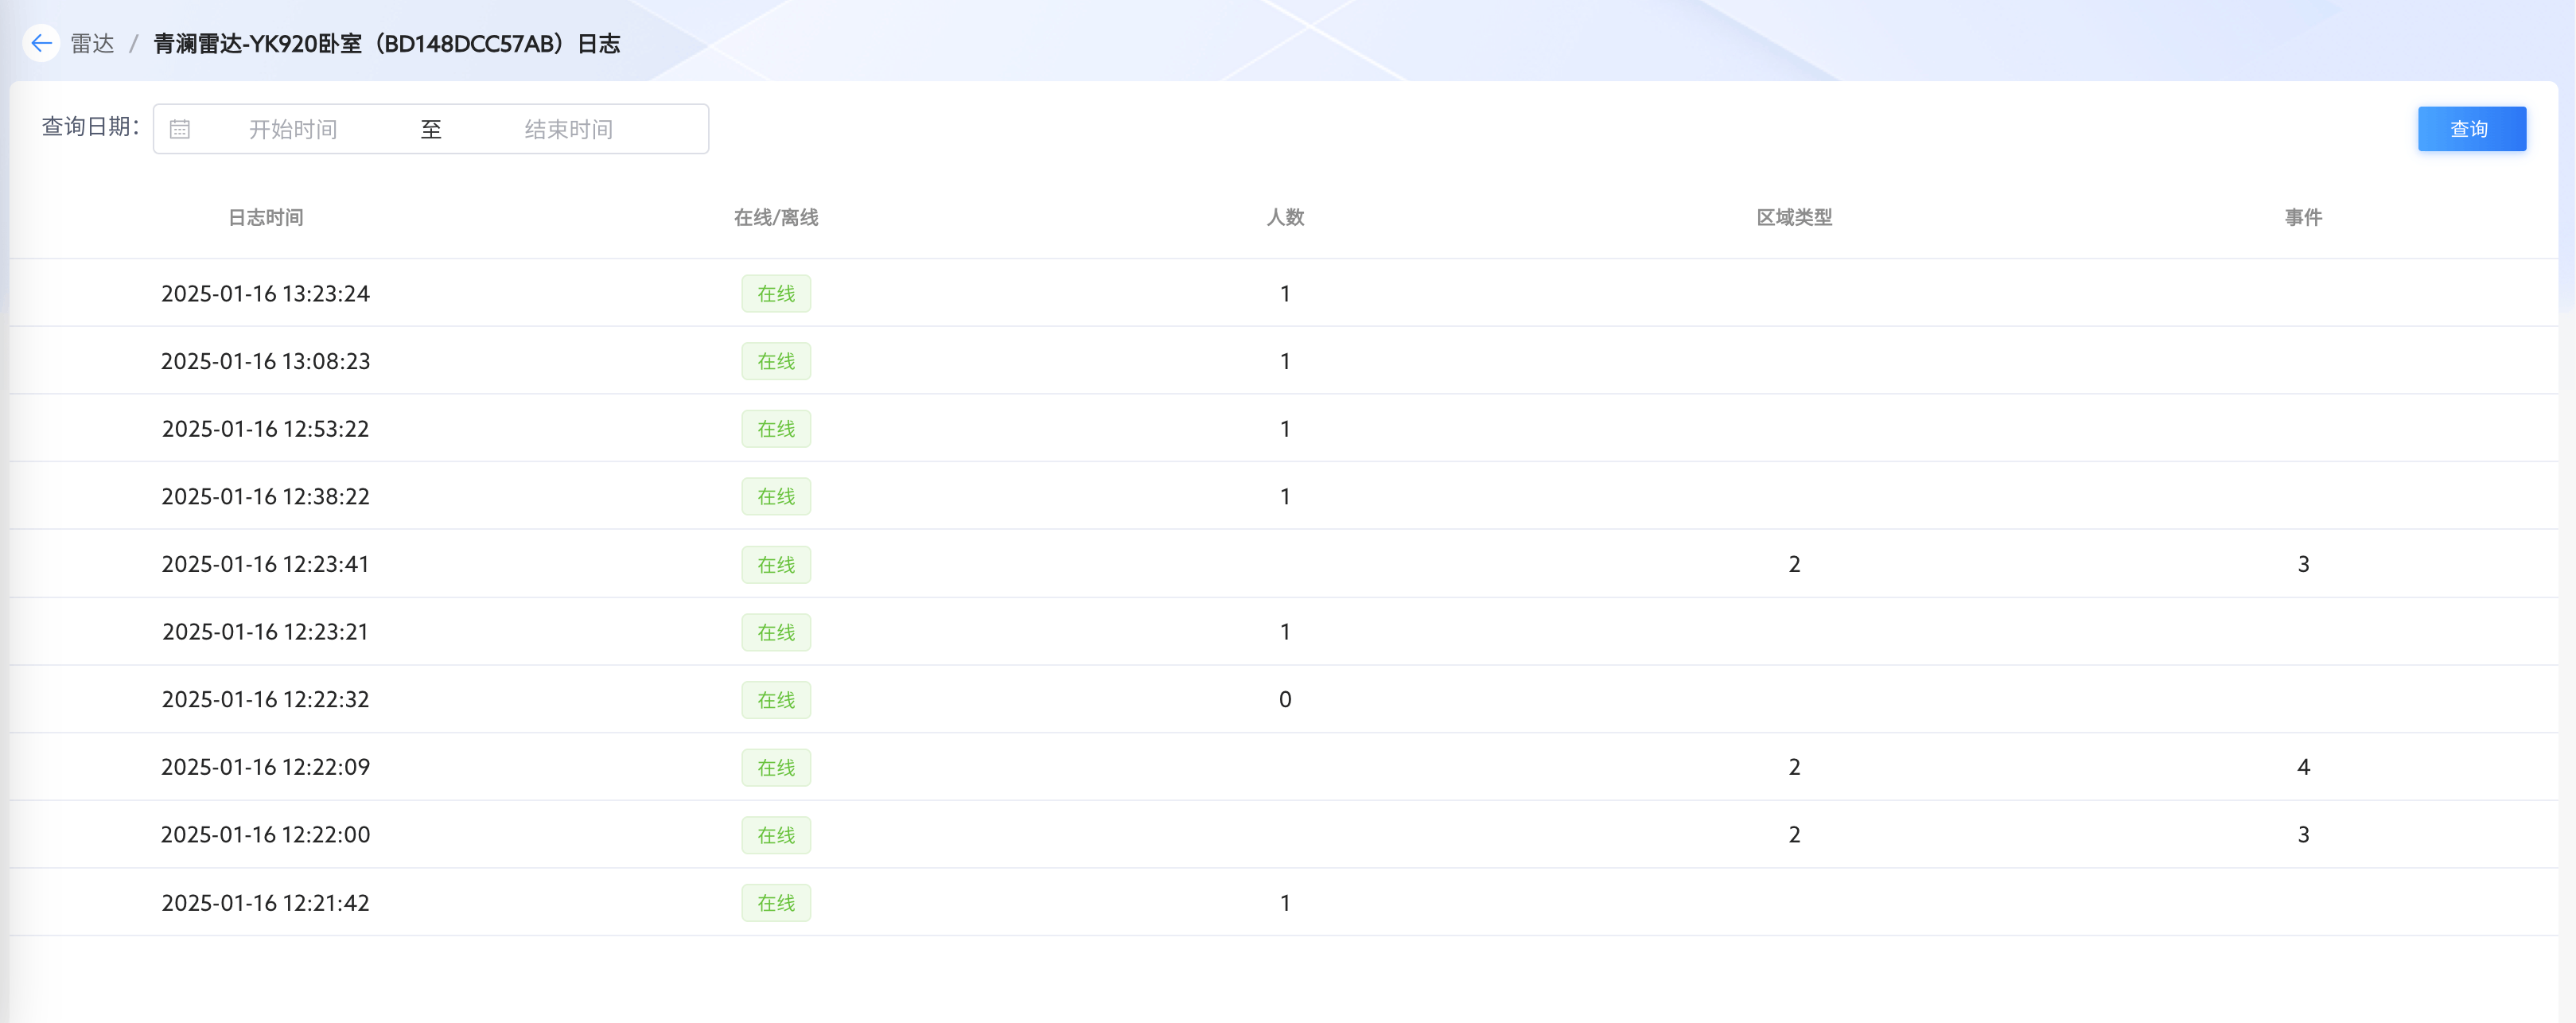 雷达 / 青澜雷达-YK920卧室（BD148DCC57AB）日志
查询日期： 开始时间 至 结束时间 查询
日志时间 在线/离线 人数 区域类型 事件
2025-01-16 13:23:24 在线 1
2025-01-16 13:08:23 在线 1
2025-01-16 12:53:22 在线 1
2025-01-16 12:38:22 在线 1
2025-01-16 12:23:41 在线 2 3
2025-01-16 12:23:21 在线 1
2025-01-16 12:22:32 在线 0
2025-01-16 12:22:09 在线 2 4
2025-01-16 12:22:00 在线 2 3
2025-01-16 12:21:42 在线 1